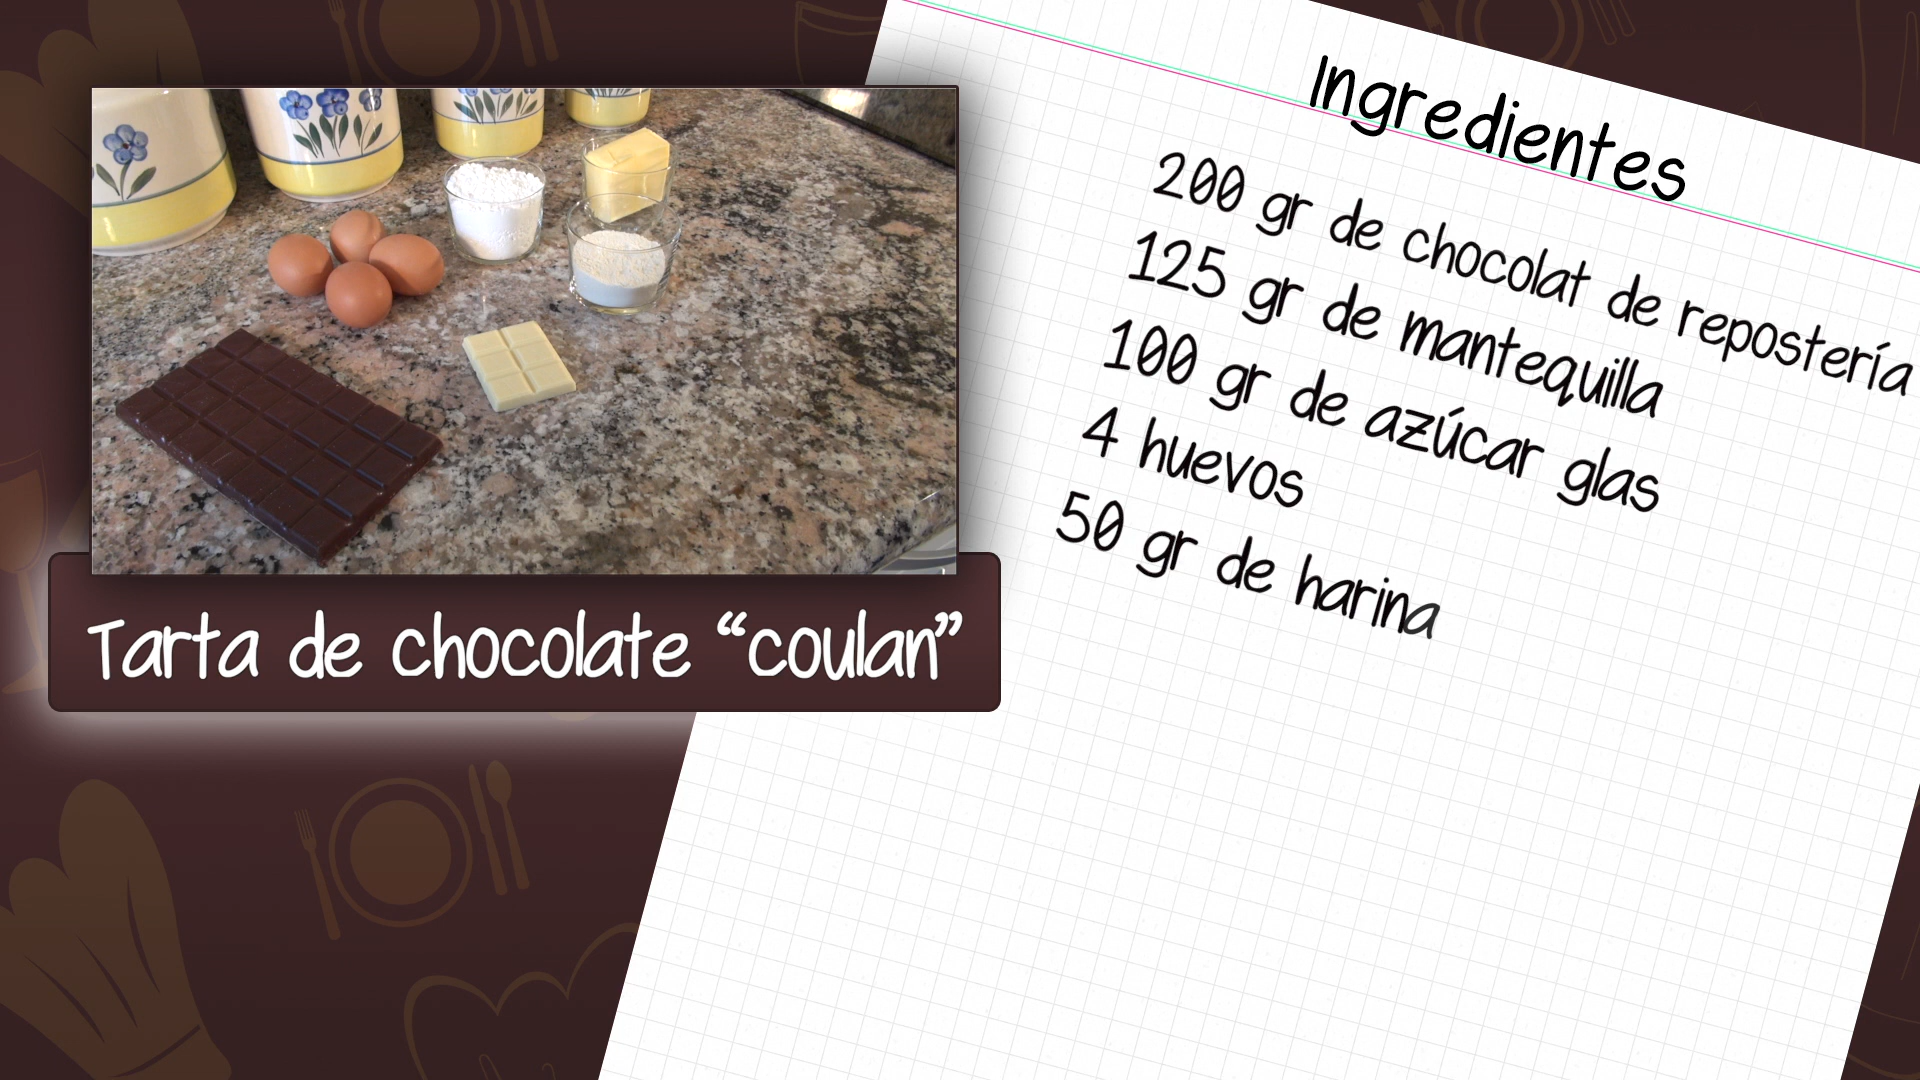 Ingredientes
200 gr de chocolat de repostería
125 gr de mantequilla
100 gr de azúcar glas
4 huevos
50 gr de harina
Tarta de chocolate “coulan”